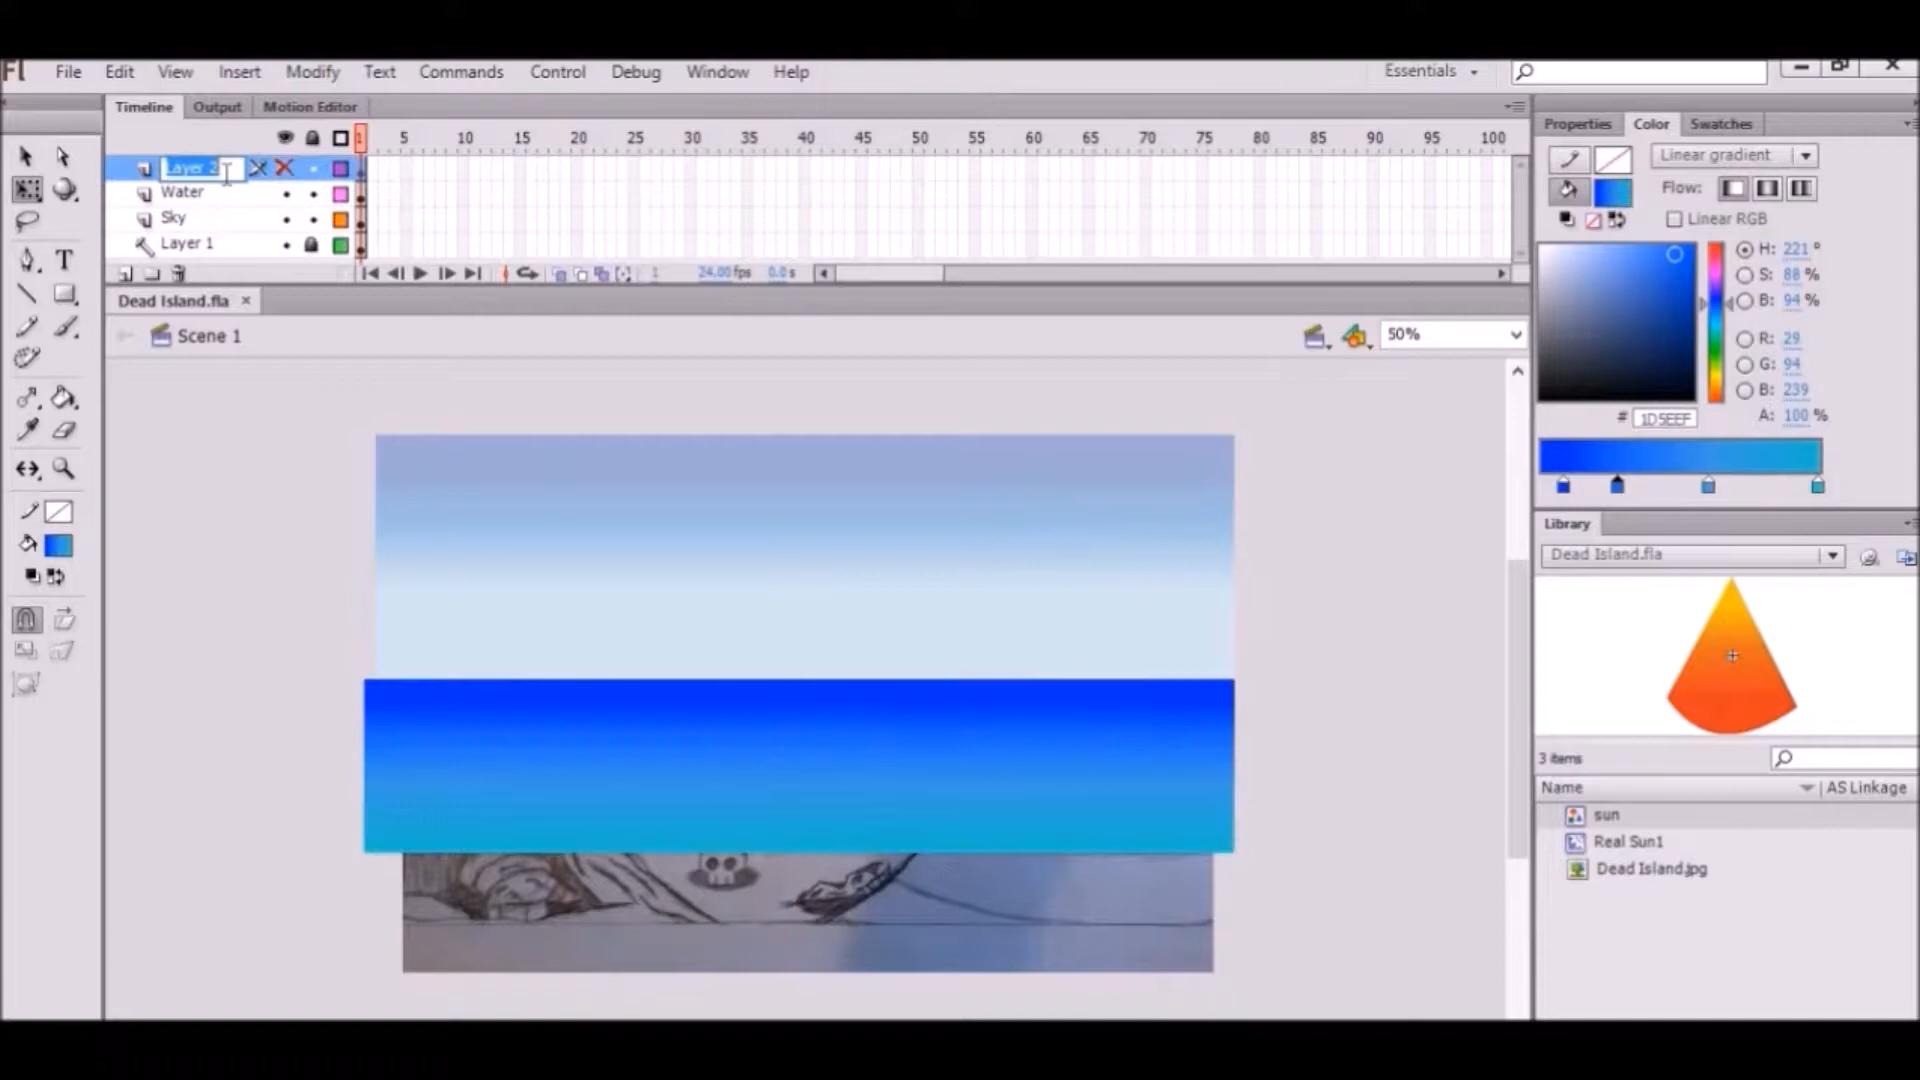 Fl File Edit View Insert Modify Text Commands Control Debug Window Help Essentials
Timeline Output Motion Editor
1 5 10 15 20 25 30 35 40 45 50 55 60 65 70 75 80 85 90 95 100
Layer 2
Water
Sky
Layer 1
1 24.00 fps 0.0 s
Dead Island.fla
Scene 1
50%
Properties Color Swatches
Linear gradient
Flow:
Linear RGB
H: 221 °
S: 88 %
B: 94 %
R: 29
G: 94
B: 239
# 1D5EEF
A: 100 %
Library
Dead Island.fla
3 items
Name AS Linkage
sun
Real Sun1
Dead Island.jpg